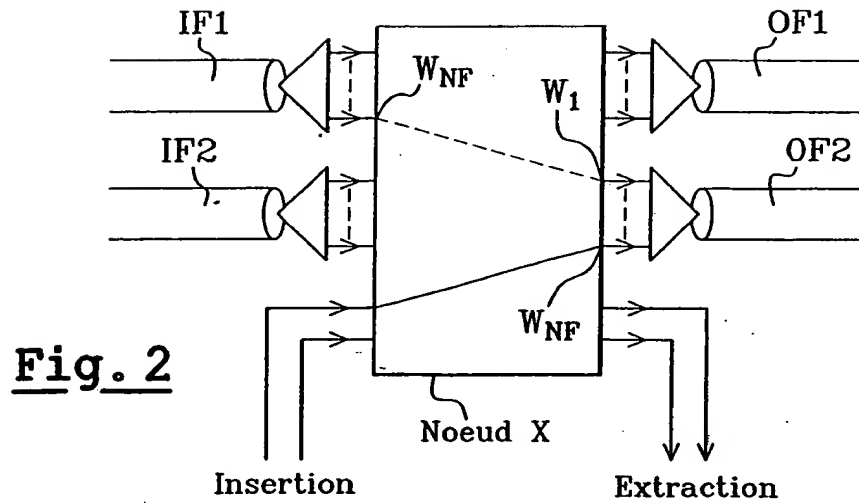 IF1
OF1
W_NF
W_1
IF2
OF2
W_NF
Fig. 2
Noeud X
Insertion
Extraction